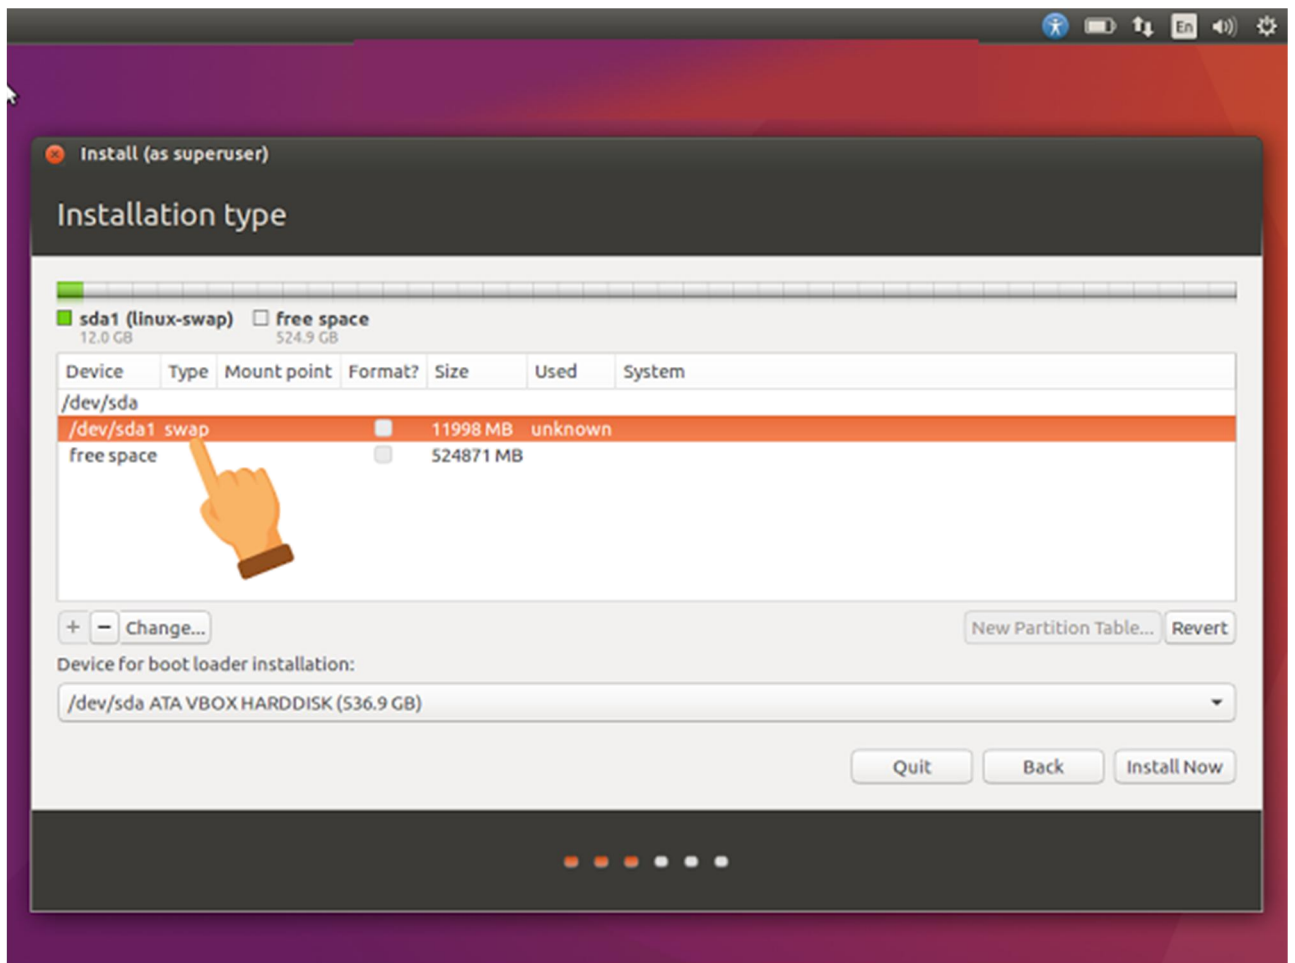 En
Install (as superuser)
Installation type
sda1 (linux-swap) free space
12.0 GB 524.9 GB
Device Type Mount point Format? Size Used System
/dev/sda
/dev/sda1 swap 11998 MB unknown
free space 524871 MB
+ − Change... New Partition Table... Revert
Device for boot loader installation:
/dev/sda ATA VBOX HARDDISK (536.9 GB)
Quit Back Install Now